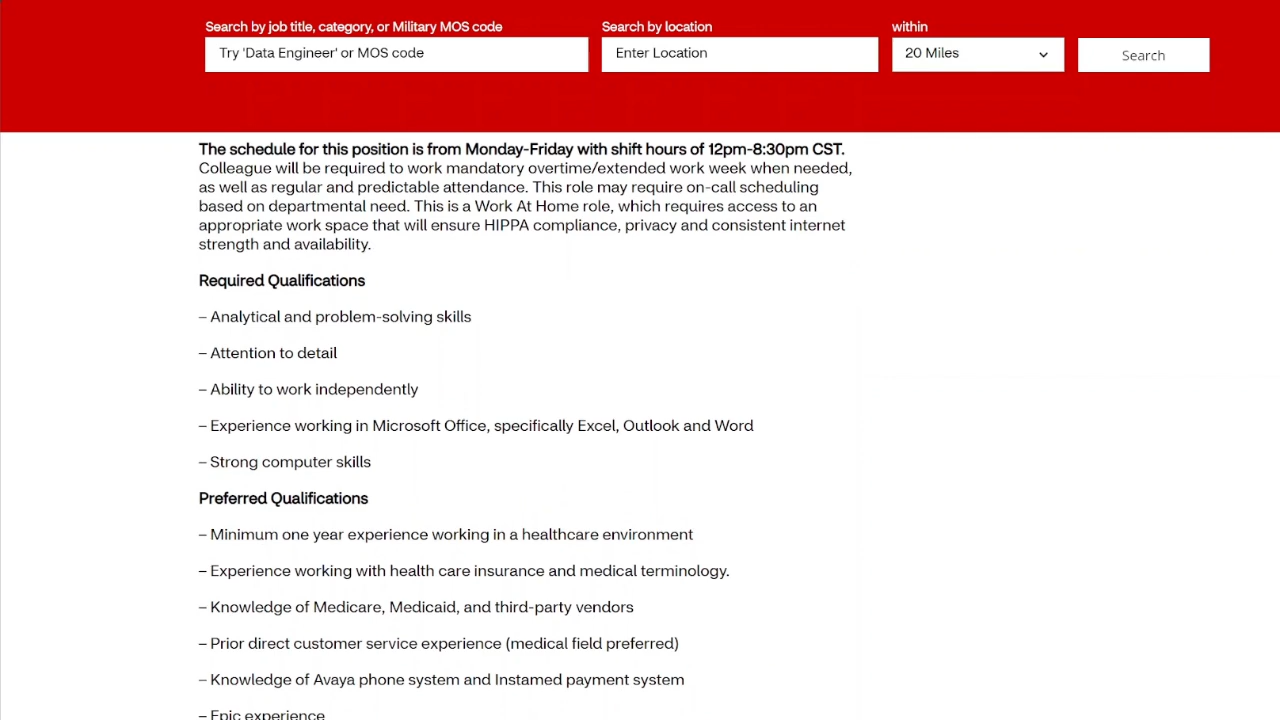 Search by job title, category, or Military MOS code
Search by location
within
Try 'Data Engineer' or MOS code
Enter Location
20 Miles
Search
The schedule for this position is from Monday-Friday with shift hours of 12pm-8:30pm CST.
Colleague will be required to work mandatory overtime/extended work week when needed,
as well as regular and predictable attendance. This role may require on-call scheduling
based on departmental need. This is a Work At Home role, which requires access to an
appropriate work space that will ensure HIPPA compliance, privacy and consistent internet
strength and availability.
Required Qualifications
– Analytical and problem-solving skills
– Attention to detail
– Ability to work independently
– Experience working in Microsoft Office, specifically Excel, Outlook and Word
– Strong computer skills
Preferred Qualifications
– Minimum one year experience working in a healthcare environment
– Experience working with health care insurance and medical terminology.
– Knowledge of Medicare, Medicaid, and third-party vendors
– Prior direct customer service experience (medical field preferred)
– Knowledge of Avaya phone system and Instamed payment system
– Epic experience